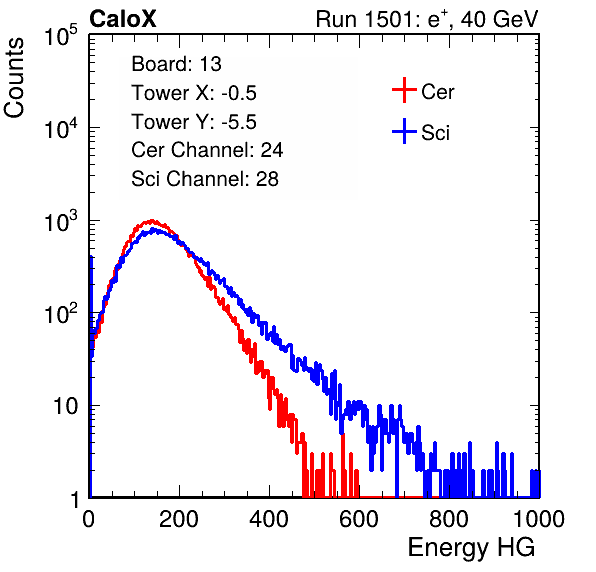 CaloX Run 1501: e⁺, 40 GeV
Counts
10⁵
10⁴
10³
10²
10
1
Board: 13
Tower X: -0.5
Tower Y: -5.5
Cer Channel: 24
Sci Channel: 28
Cer
Sci
0 200 400 600 800 1000
Energy HG